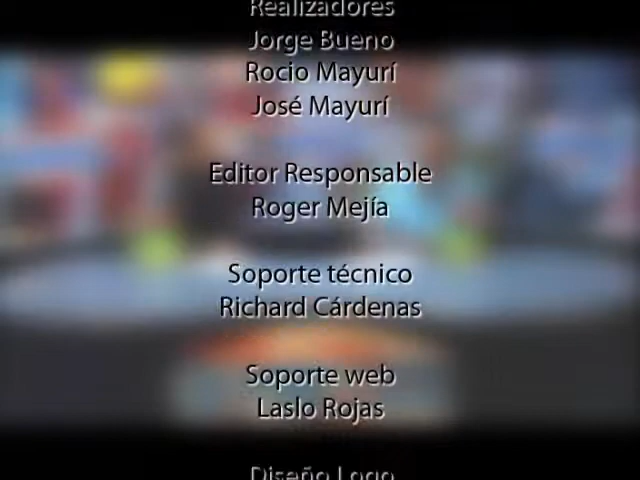 Realizadores
Jorge Bueno
Rocio Mayurí
José Mayurí
Editor Responsable
Roger Mejía
Soporte técnico
Richard Cárdenas
Soporte web
Laslo Rojas
Diseño Logo